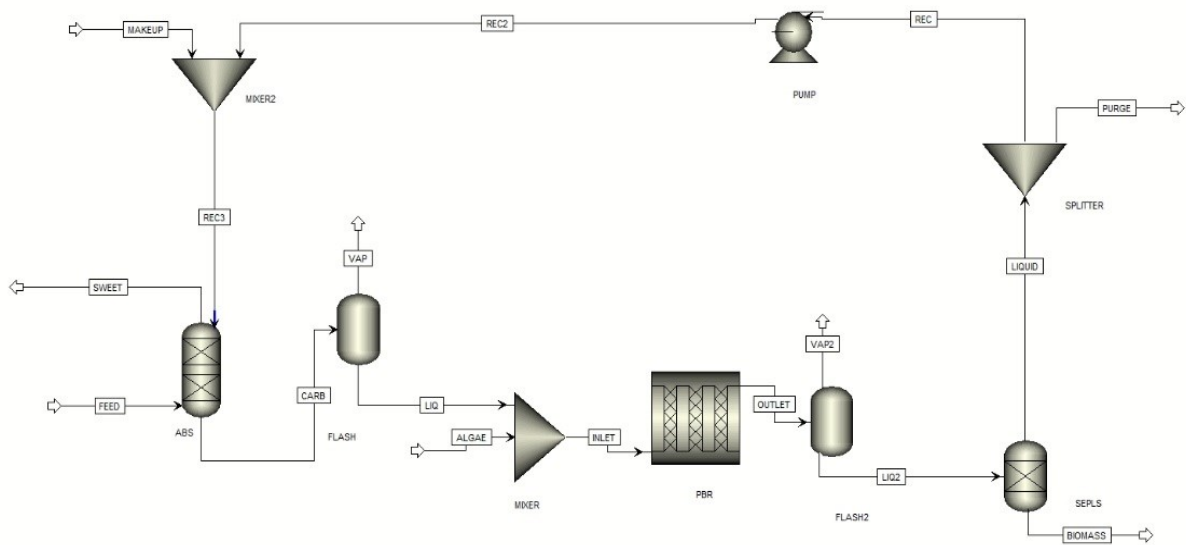 REC2
REC
MAKEUP
MIXER2
PUMP
PURGE
SPLITTER
REC3
VAP
LIQUID
SWEET
VAP2
FEED
ABS
CARB
FLASH
LIQ
ALGAE
INLET
OUTLET
MIXER
PBR
FLASH2
LIQ2
SEPLS
BIOMASS